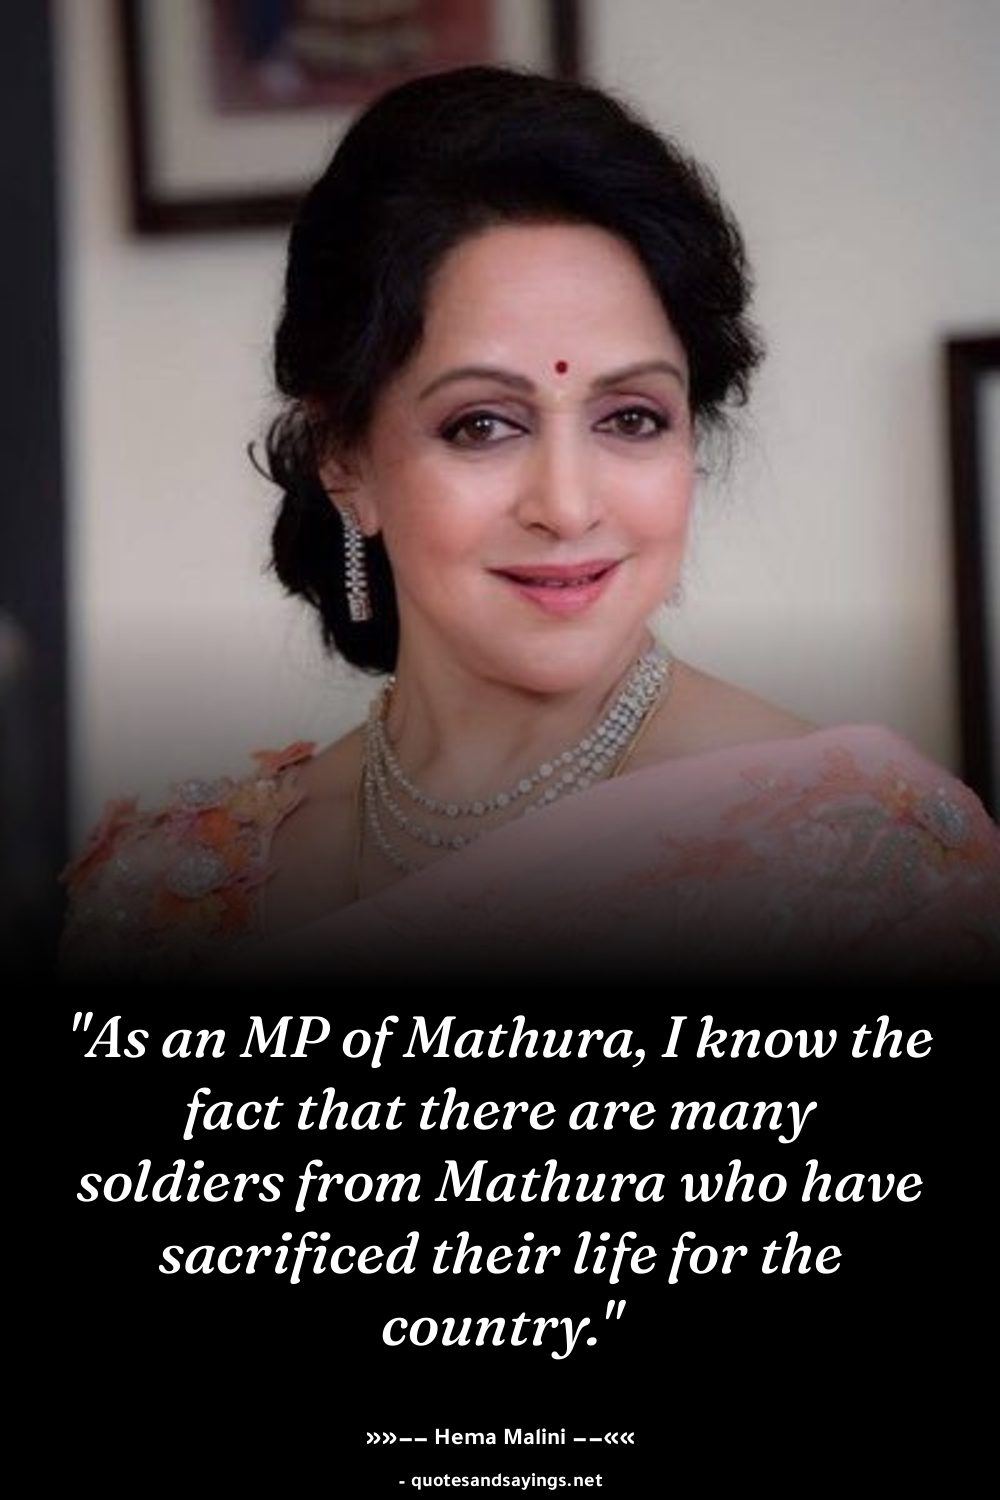 "As an MP of Mathura, I know the
fact that there are many
soldiers from Mathura who have
sacrificed their life for the
country."
»»–– Hema Malini ––««
- quotesandsayings.net